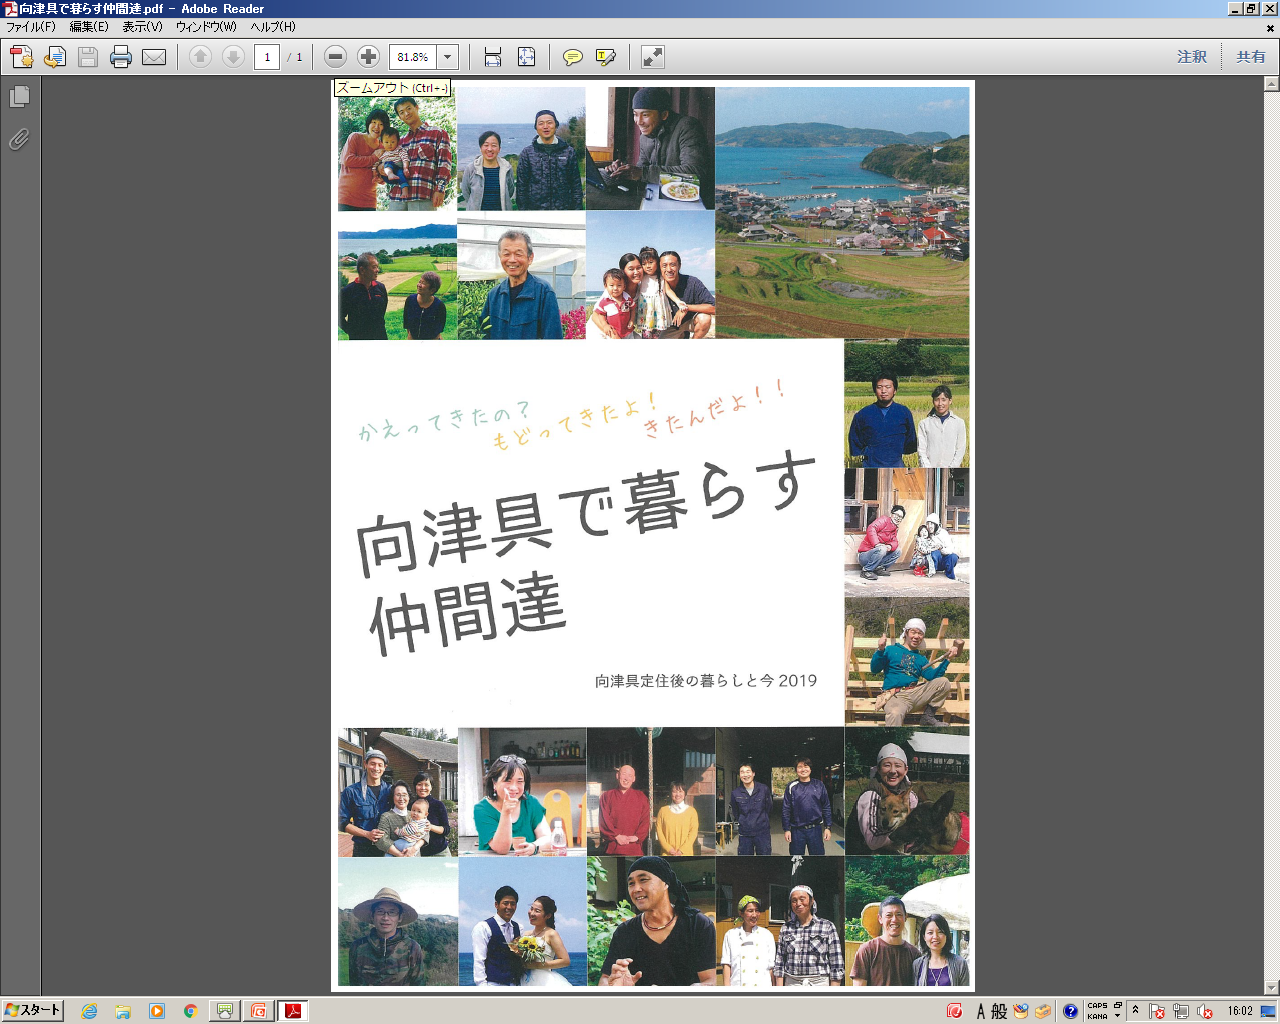 向津具で暮らす仲間達.pdf - Adobe Reader
ファイル(F) 編集(E) 表示(V) ウィンドウ(W) ヘルプ(H)
1 / 1 81.8% 注釈 共有
ズームアウト (Ctrl+-)
かえってきたの？
もどってきたよ！
きたんだよ！！
向津具で暮らす
仲間達
向津具定住後の暮らしと今 2019
スタート
A 般
CAPS
KANA
16:02